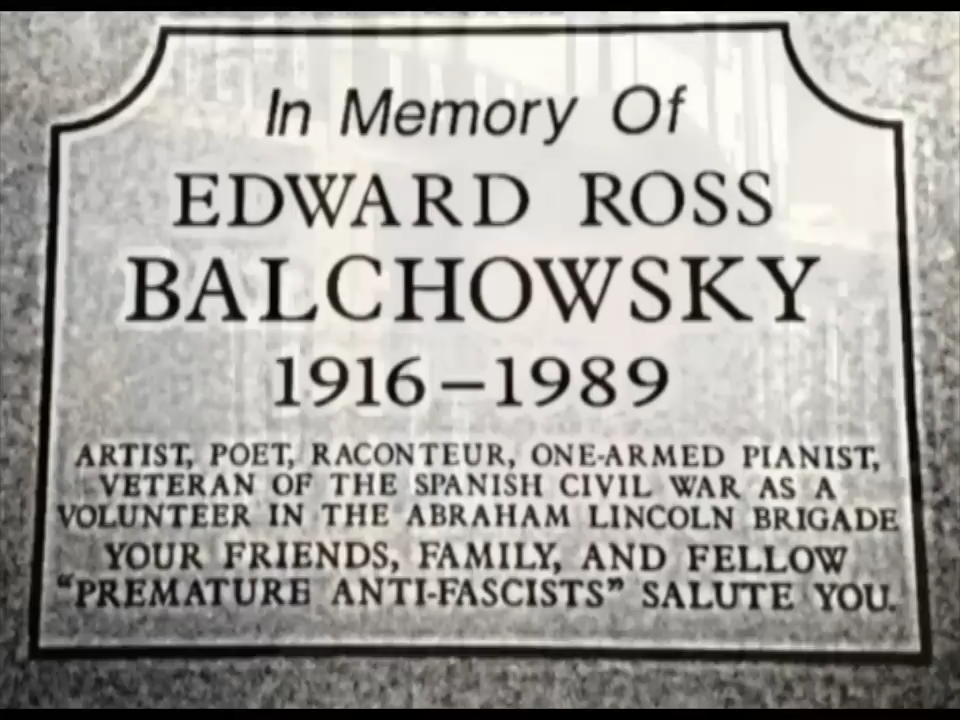 In Memory Of
EDWARD ROSS
BALCHOWSKY
1916–1989
ARTIST, POET, RACONTEUR, ONE-ARMED PIANIST,
VETERAN OF THE SPANISH CIVIL WAR AS A
VOLUNTEER IN THE ABRAHAM LINCOLN BRIGADE
YOUR FRIENDS, FAMILY, AND FELLOW
“PREMATURE ANTI-FASCISTS” SALUTE YOU.